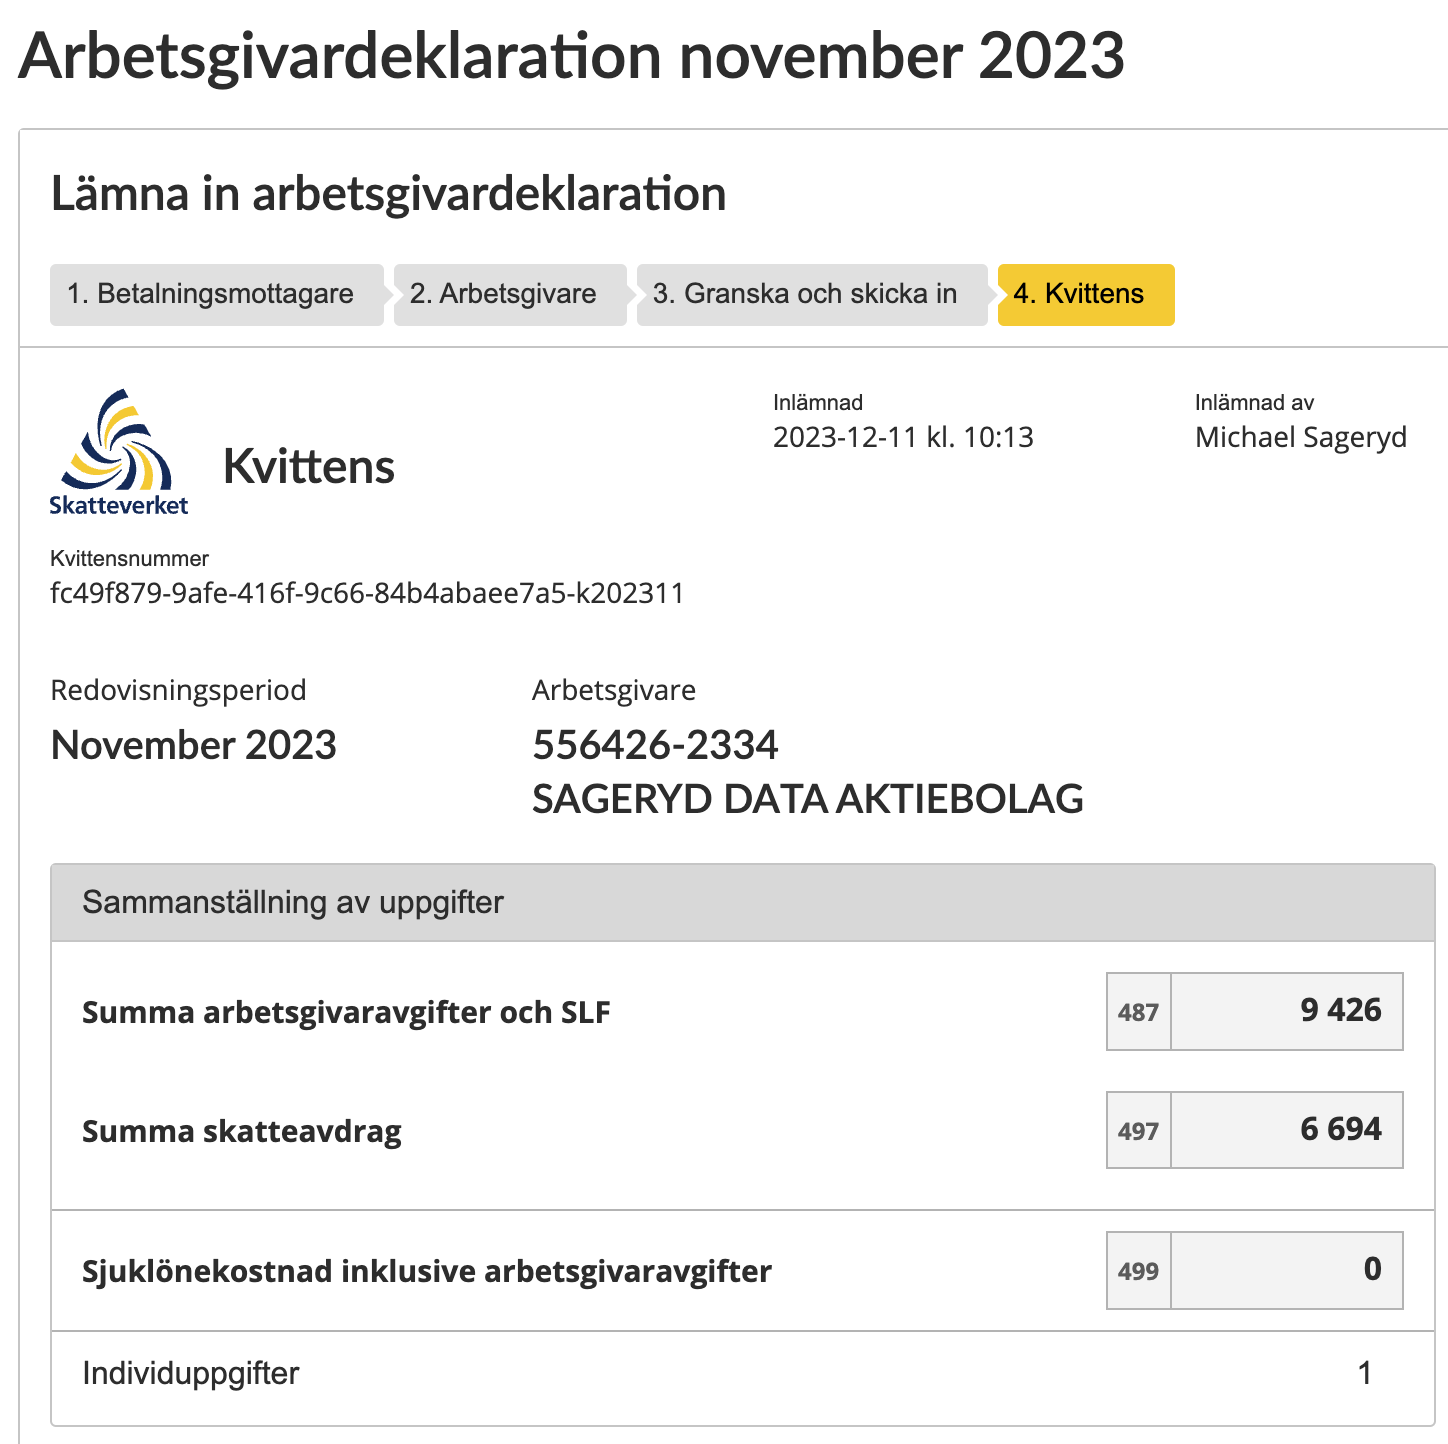 Arbetsgivardeklaration november 2023
Lämna in arbetsgivardeklaration
1. Betalningsmottagare
2. Arbetsgivare
3. Granska och skicka in
4. Kvittens
Skatteverket
Kvittens
Inlämnad
2023-12-11 kl. 10:13
Inlämnad av
Michael Sageryd
Kvittensnummer
fc49f879-9afe-416f-9c66-84b4abaee7a5-k202311
Redovisningsperiod
November 2023
Arbetsgivare
556426-2334
SAGERYD DATA AKTIEBOLAG
Sammanställning av uppgifter
Summa arbetsgivaravgifter och SLF 487 9 426
Summa skatteavdrag 497 6 694
Sjuklönekostnad inklusive arbetsgivaravgifter 499 0
Individuppgifter 1